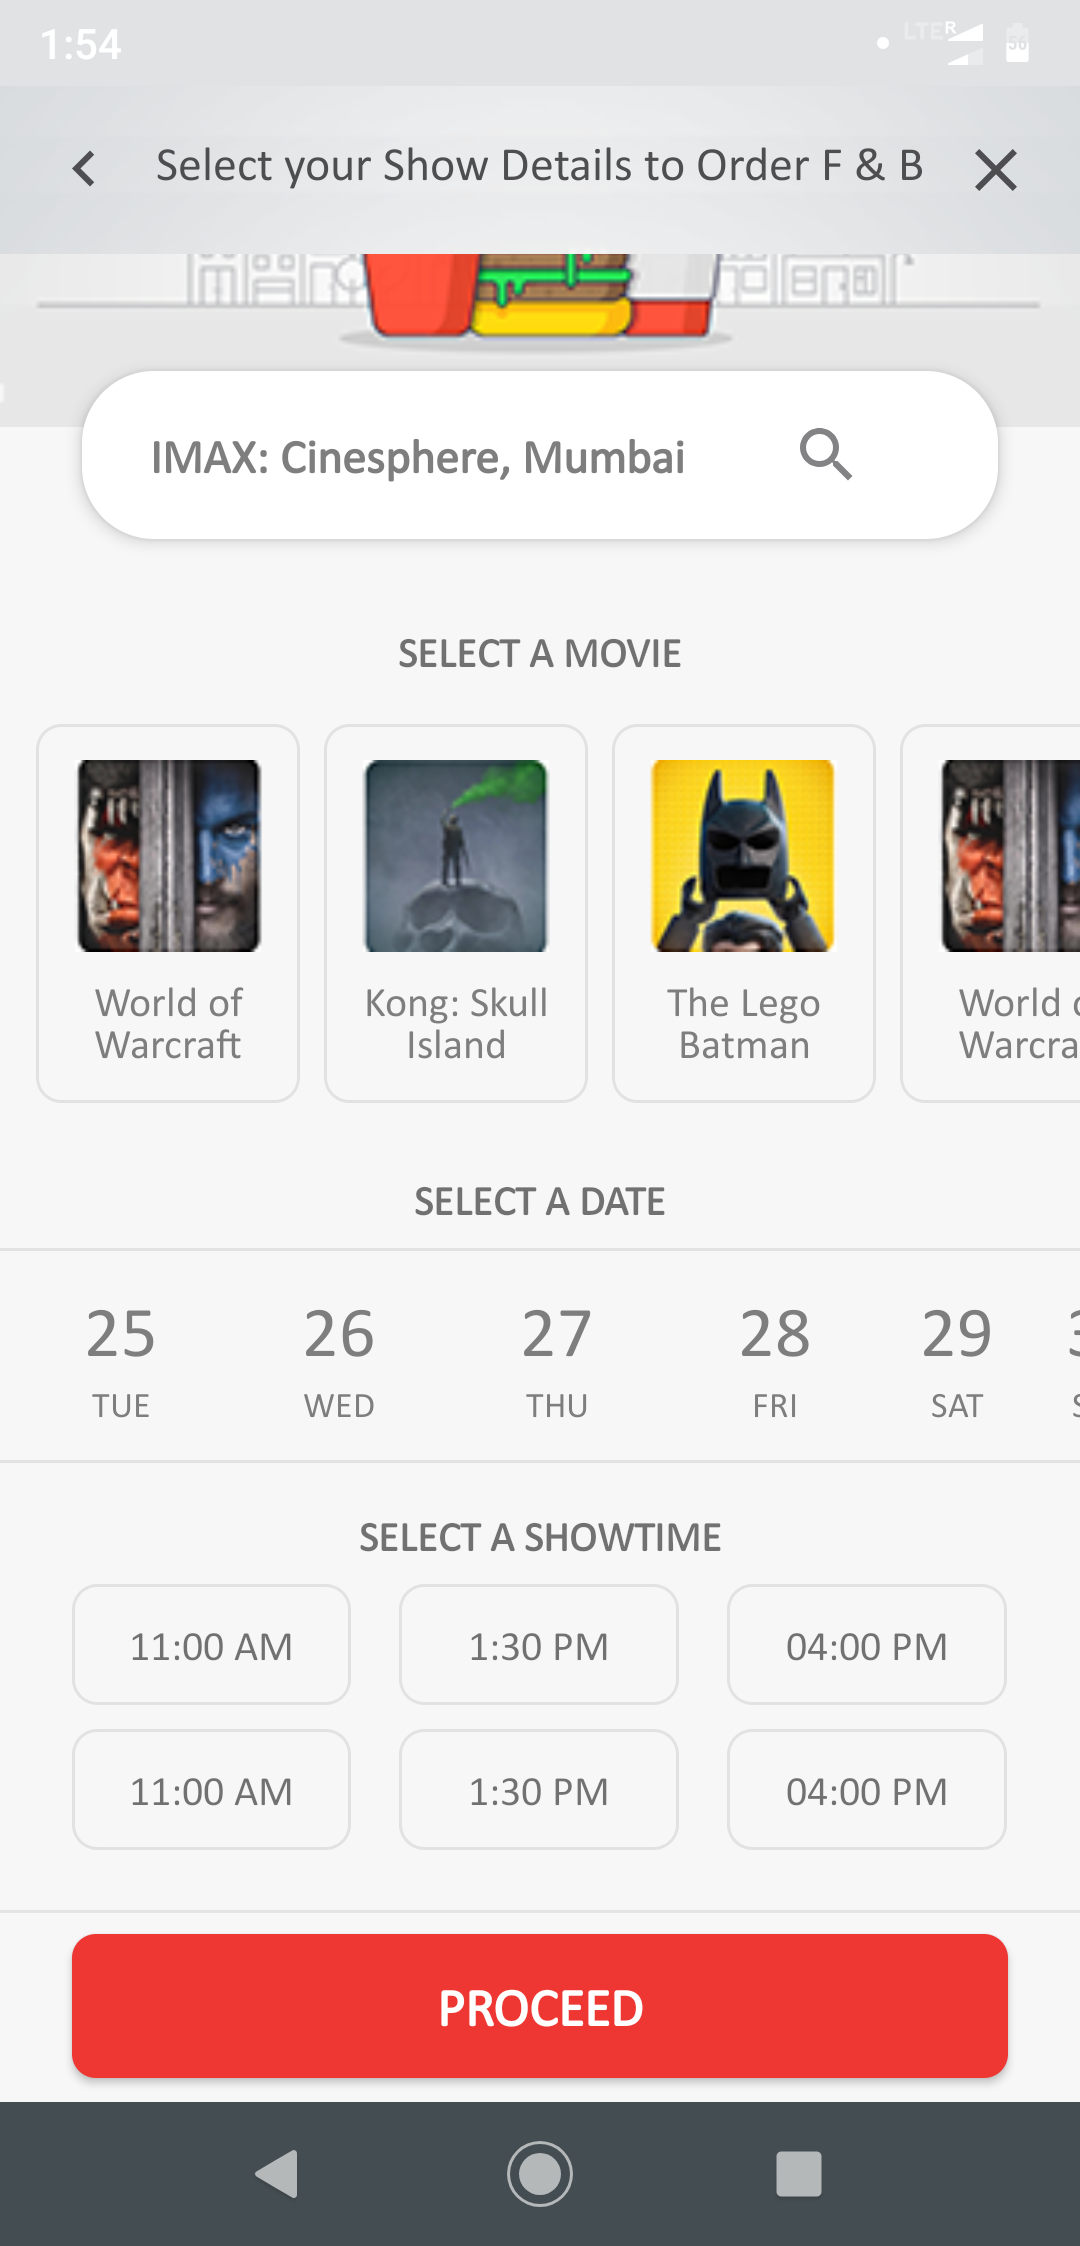 1:54
LTE R
56
Select your Show Details to Order F & B
IMAX: Cinesphere, Mumbai
SELECT A MOVIE
World of
Warcraft
Kong: Skull
Island
The Lego
Batman
World
Warcra
SELECT A DATE
25 26 27 28 29
TUE WED THU FRI SAT
SELECT A SHOWTIME
11:00 AM 1:30 PM 04:00 PM
11:00 AM 1:30 PM 04:00 PM
PROCEED